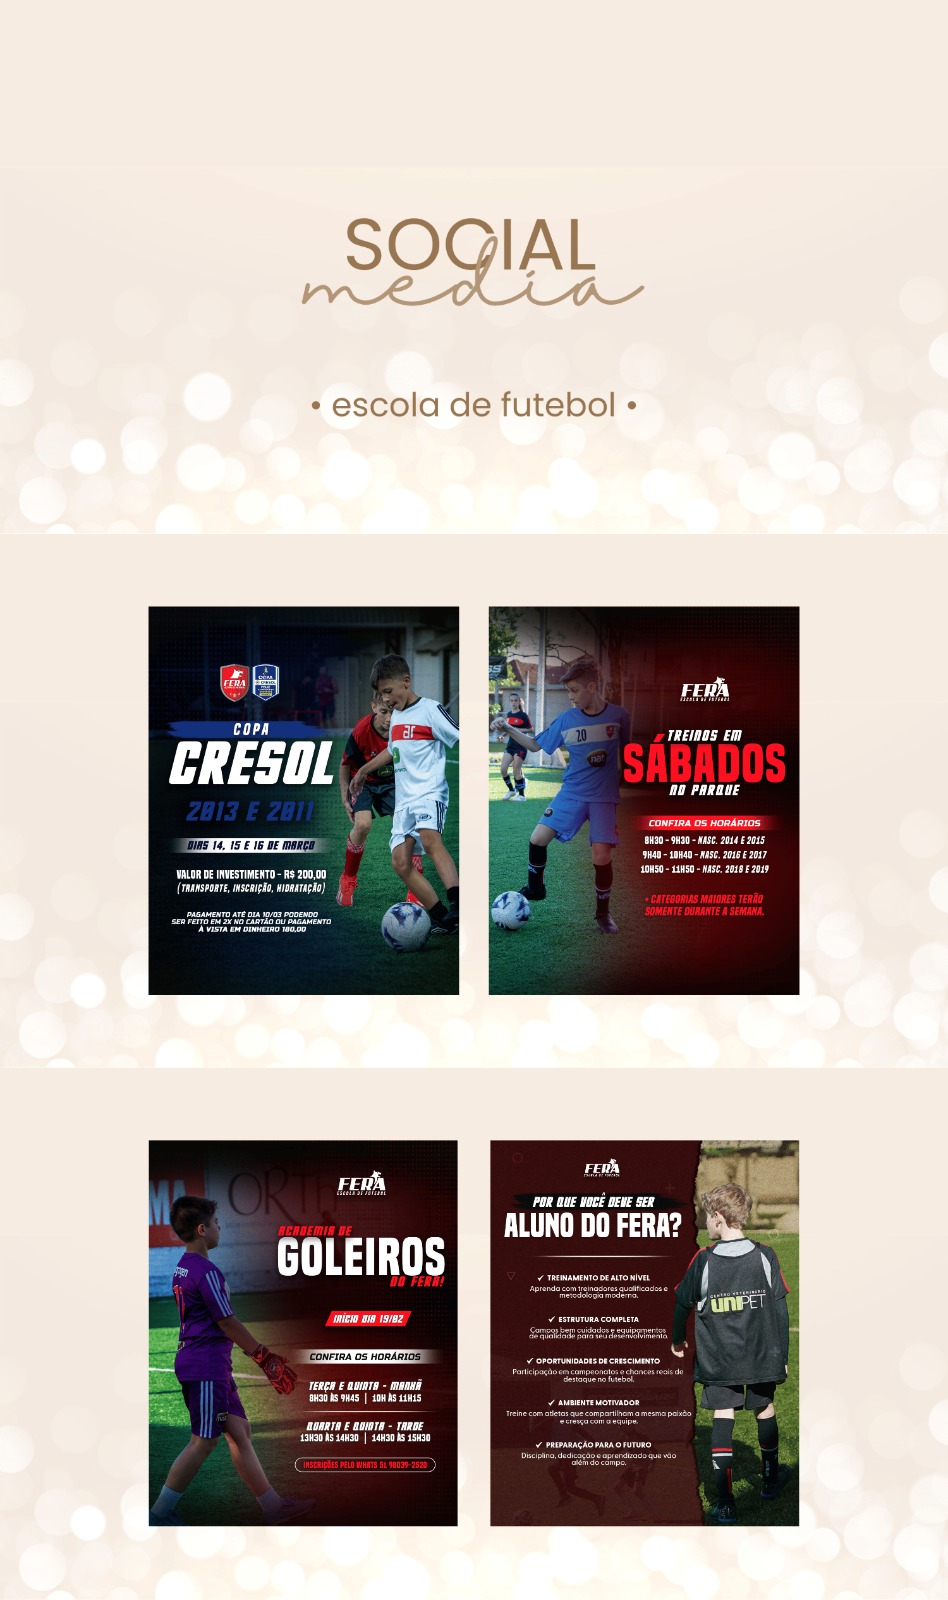 SOCIAL
media
• escola de futebol •
FERA
COPA
CRESOL
2013 E 2011
DIAS 14, 15 E 16 DE MARÇO
VALOR DE INVESTIMENTO - R$ 200,00
(TRANSPORTE, INSCRIÇÃO, HIDRATAÇÃO)
PAGAMENTO ATÉ DIA 10/03 PODENDO
SER FEITO EM 2X NO CARTÃO OU PAGAMENTO
À VISTA EM DINHEIRO 180,00
FERA
ESCOLA DE FUTEBOL
TREINOS EM
SÁBADOS
NO PARQUE
CONFIRA OS HORÁRIOS
8H30 - 9H30 - NASC. 2014 E 2015
9H40 - 10H40 - NASC. 2016 E 2017
10H50 - 11H50 - NASC. 2018 E 2019
• CATEGORIAS MAIORES TERÃO
SOMENTE DURANTE A SEMANA.
20
nat
FERA
ESCOLA DE FUTEBOL
ACADEMIA DE
GOLEIROS
DO FERA!
INÍCIO DIA 19/02
CONFIRA OS HORÁRIOS
TERÇA E QUINTA - MANHÃ
8H30 ÀS 9H45 | 10H ÀS 11H15
QUARTA E QUINTA - TARDE
13H30 ÀS 14H30 | 14H30 ÀS 15H30
INSCRIÇÕES PELO WHATS 51 98039-2520
FERA
ESCOLA DE FUTEBOL
POR QUE VOCÊ DEVE SER
ALUNO DO FERA?
✓ TREINAMENTO DE ALTO NÍVEL
Aprenda com treinadores qualificados e
metodologia moderna.
✓ ESTRUTURA COMPLETA
Campos bem cuidados e equipamentos
de qualidade para seu desenvolvimento.
✓ OPORTUNIDADES DE CRESCIMENTO
Participação em campeonatos e chances reais de
destaque no futebol.
✓ AMBIENTE MOTIVADOR
Treine com atletas que compartilham a mesma paixão
e cresça com a equipe.
✓ PREPARAÇÃO PARA O FUTURO
Disciplina, dedicação e aprendizado que vão
além do campo.
CENTRO VETERINÁRIO
UNIPET